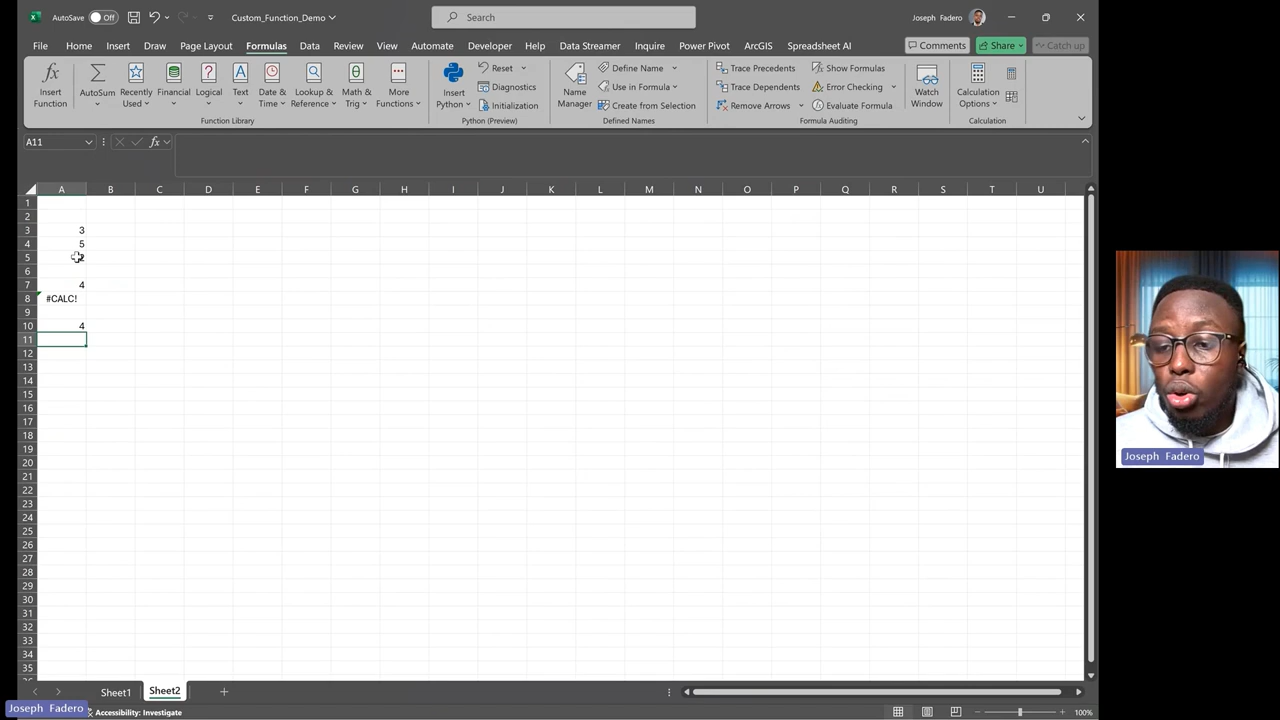 AutoSave Off Custom_Function_Demo Search Joseph Fadero
File Home Insert Draw Page Layout Formulas Data Review View Automate Developer Help Data Streamer Inquire Power Pivot ArcGIS Spreadsheet AI Comments Share Catch up
Insert Function
AutoSum
Recently Used
Financial
Logical
Text
Date & Time
Lookup & Reference
Math & Trig
More Functions
Function Library
Insert Python
Reset
Diagnostics
Initialization
Python (Preview)
Name Manager
Define Name
Use in Formula
Create from Selection
Defined Names
Trace Precedents
Trace Dependents
Remove Arrows
Show Formulas
Error Checking
Evaluate Formula
Formula Auditing
Watch Window
Calculation Options
Calculation
A11 fx
A B C D E F G H I J K L M N O P Q R S T U
1
2
3 3
4 5
5 2
6
7 4
8 #CALC!
9
10 4
11
12
13
14
15
16
17
18
19
20
21
22
23
24
25
26
27
28
29
30
31
32
33
34
35
Sheet1 Sheet2
Joseph Fadero
Accessibility: Investigate 100%
Joseph Fadero